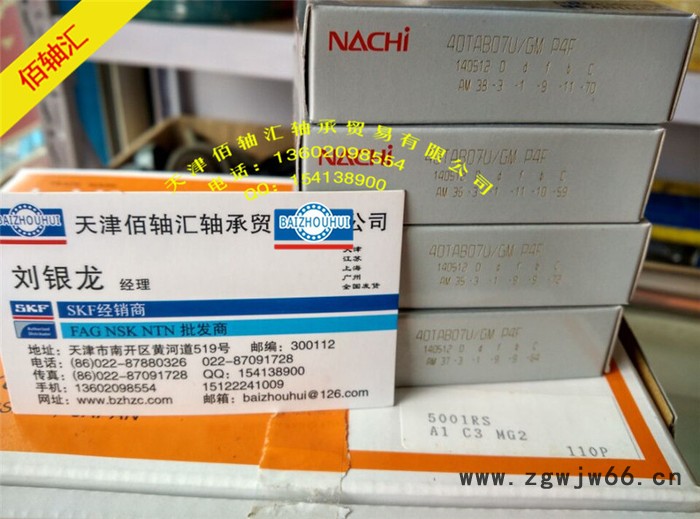 佰轴汇
NACHI
40TAB07U/GM P4F
140512 D d f b C
AM 38 -3 -1 -9 -11 -70
天津佰轴汇轴承贸易有限公司
电话：13602098554
QQ：154138900
NACHI
40TAB07U/GM P4F
140512 D d f b C
40TAB07U/GM P4F
140512 D d f b C
40TAB07U/GM P4F
140512 D d f b C
BAIZHOUHUI
天津佰轴汇轴承贸
BAIZHOUHUI
公司
刘银龙 经理
天津
江苏
上海
广州
全国发货
SKF SKF经销商
FAG NSK NTN 批发商
地址：天津市南开区黄河道519号 邮编：300112
电话：(86)022-87880326 022-87091728
传真：(86)022-87091728 QQ：154138900
手机：13602098554 15122241009
网址：www.bzhzc.com 邮箱：baizhouhui@126.com
5001RS
A1 C3 MG2
110P
www.zgwjw66.cn